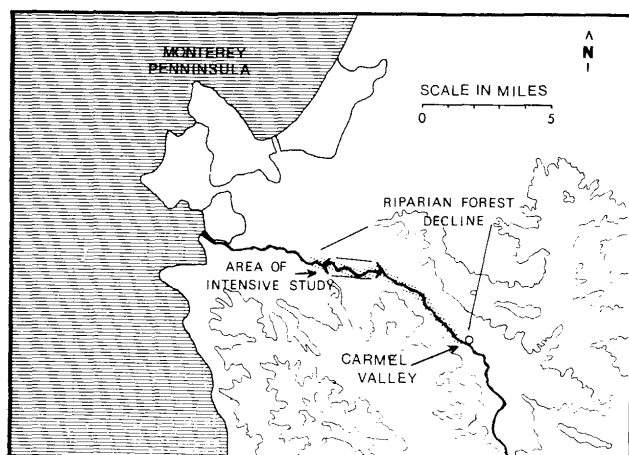 MONTEREY
PENNINSULA
N
SCALE IN MILES
0 5
RIPARIAN FOREST
DECLINE
AREA OF
INTENSIVE STUDY
CARMEL
VALLEY